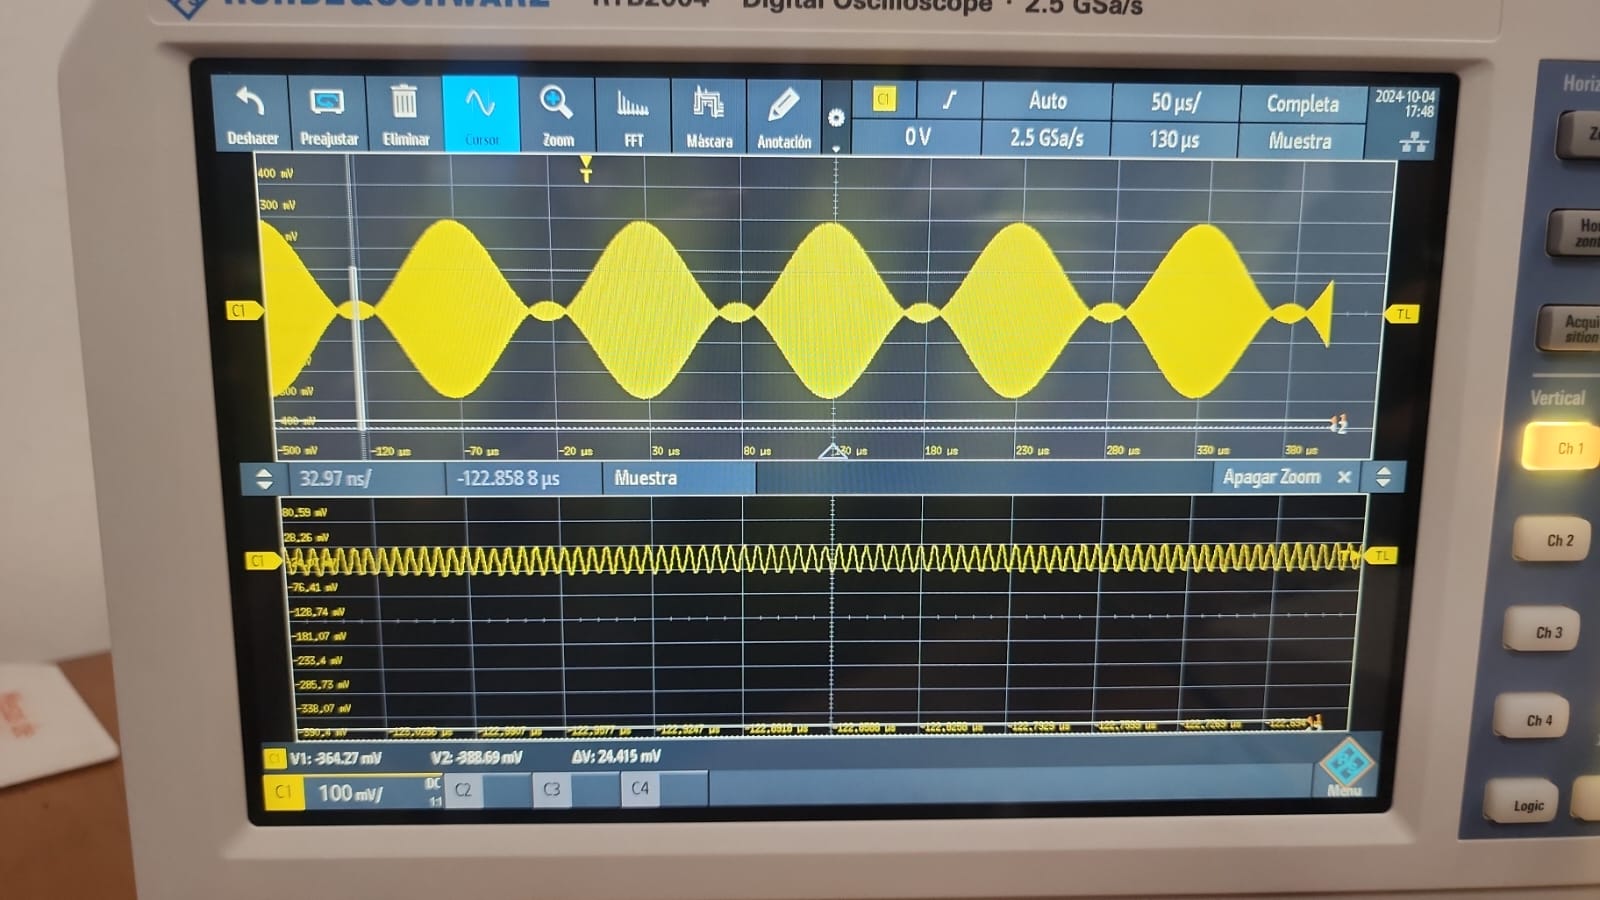 ROHDE&SCHWARZ RTB2004 Digital Oscilloscope · 2.5 GSa/s
Deshacer Preajustar Eliminar Cursor Zoom FFT Máscara Anotación
C1 Auto 50 µs/ Completa
0 V 2.5 GSa/s 130 µs Muestra
2024-10-04
17:48
T
400 mV
300 mV
mV
C1 TL
-400 mV
-500 mV -120 µs -70 µs -20 µs 30 µs 80 µs 130 µs 180 µs 230 µs 280 µs 330 µs 380 µs
32.97 ns/ -122.858 8 µs Muestra Apagar Zoom ×
80,59 mV
28,26 mV
C1 TL
-76,41 mV
-128,74 mV
-181,07 mV
-233,4 mV
-285,73 mV
-338,07 mV
-390,4 mV
C1 V1: -364.27 mV V2: -388.69 mV ΔV: 24.415 mV
C1 100 mV/ DC 1:1 C2 C3 C4
Menú
Horiz
Acqui
sition
Vertical
Ch 1
Ch 2
Ch 3
Ch 4
Logic